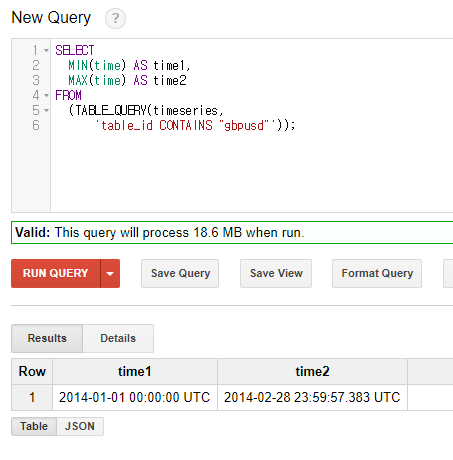 New Query ?
1 SELECT
2 MIN(time) AS time1,
3 MAX(time) AS time2
4 FROM
5 (TABLE_QUERY(timeseries,
6 'table_id CONTAINS "gbpusd"'));
Valid: This query will process 18.6 MB when run.
RUN QUERY Save Query Save View Format Query
Results Details
Row time1 time2
1 2014-01-01 00:00:00 UTC 2014-02-28 23:59:57.383 UTC
Table JSON